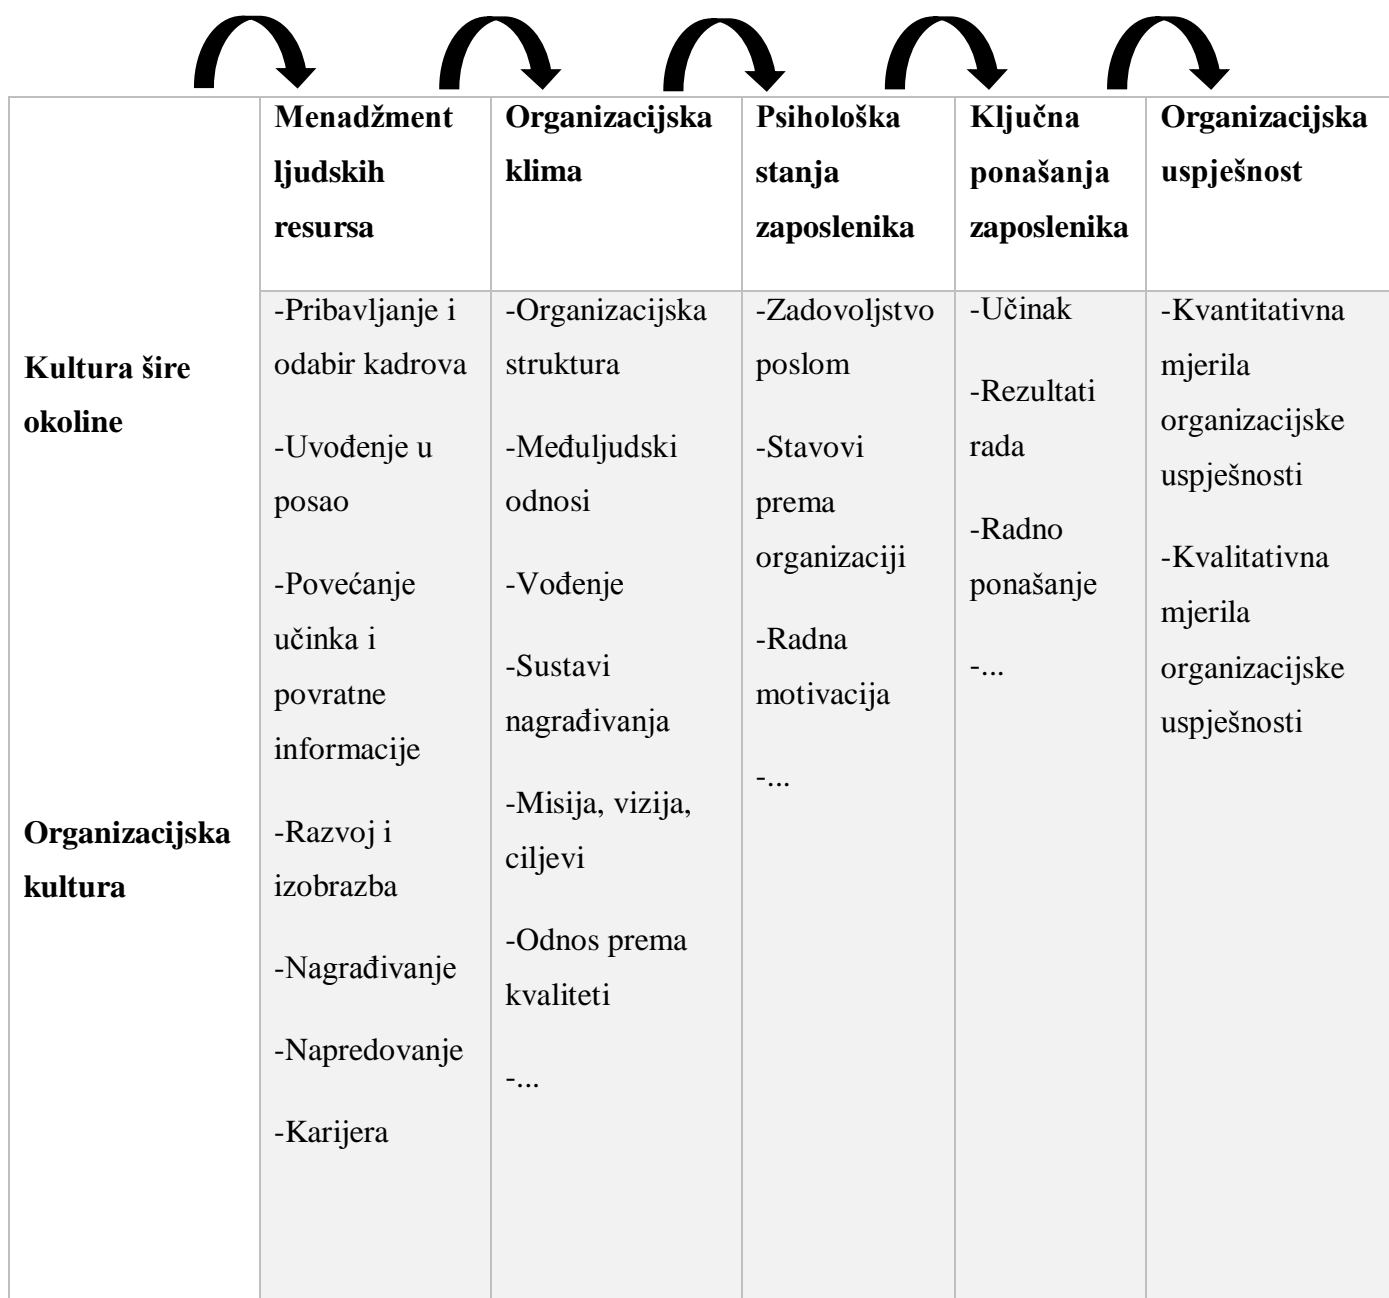 Kultura šire
okoline
Organizacijska
kultura
Menadžment
ljudskih
resursa
-Pribavljanje i
odabir kadrova
-Uvođenje u
posao
-Povećanje
učinka i
povratne
informacije
-Razvoj i
izobrazba
-Nagrađivanje
-Napredovanje
-Karijera
Organizacijska
klima
-Organizacijska
struktura
-Međuljudski
odnosi
-Vođenje
-Sustavi
nagrađivanja
-Misija, vizija,
ciljevi
-Odnos prema
kvaliteti
-...
Psihološka
stanja
zaposlenika
-Zadovoljstvo
poslom
-Stavovi
prema
organizaciji
-Radna
motivacija
-...
Ključna
ponašanja
zaposlenika
-Učinak
-Rezultati
rada
-Radno
ponašanje
-...
Organizacijska
uspješnost
-Kvantitativna
mjerila
organizacijske
uspješnosti
-Kvalitativna
mjerila
organizacijske
uspješnosti